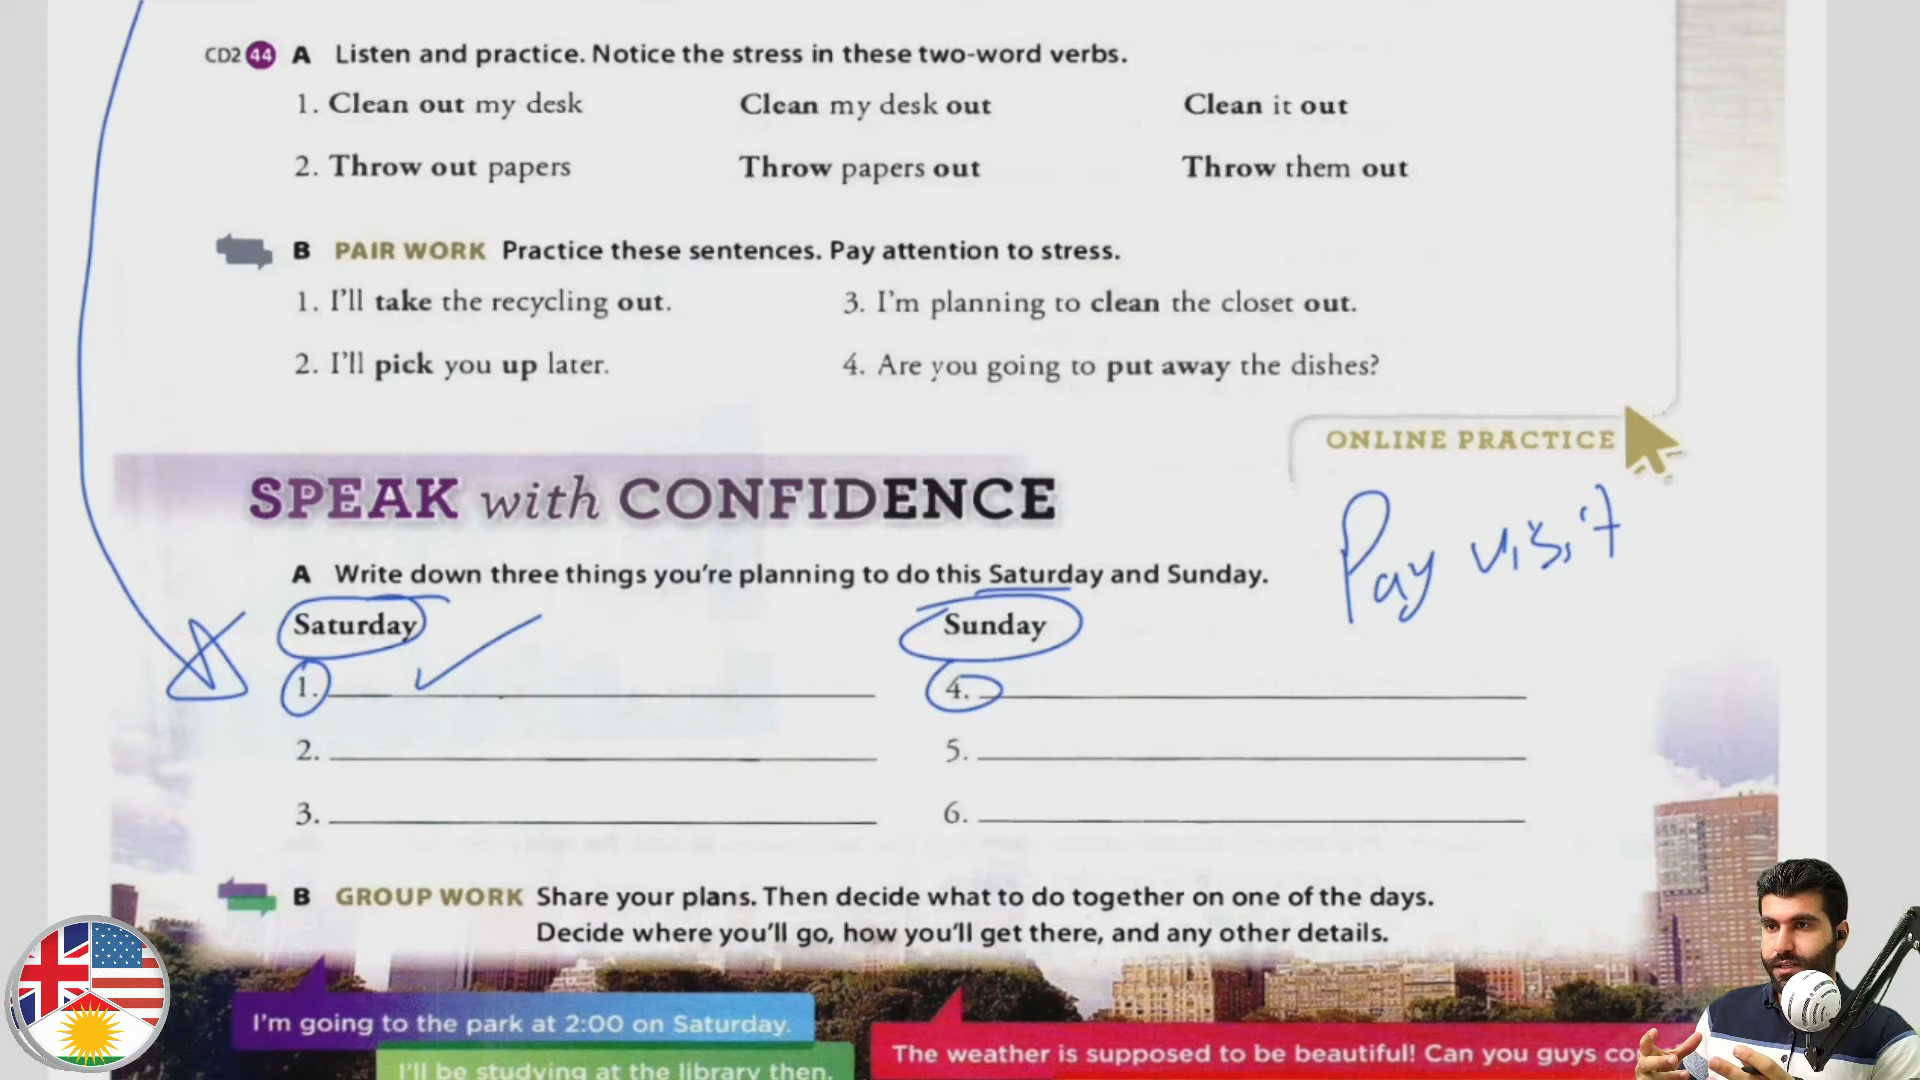 CD2 44 A Listen and practice. Notice the stress in these two-word verbs.
1. Clean out my desk Clean my desk out Clean it out
2. Throw out papers Throw papers out Throw them out
B PAIR WORK Practice these sentences. Pay attention to stress.
1. I'll take the recycling out. 3. I'm planning to clean the closet out.
2. I'll pick you up later. 4. Are you going to put away the dishes?
ONLINE PRACTICE
SPEAK with CONFIDENCE
Pay visit
A Write down three things you're planning to do this Saturday and Sunday.
Saturday Sunday
1. 4.
2. 5.
3. 6.
B GROUP WORK Share your plans. Then decide what to do together on one of the days.
Decide where you'll go, how you'll get there, and any other details.
I'm going to the park at 2:00 on Saturday.
The weather is supposed to be beautiful! Can you guys
I'll be studying at the library then.